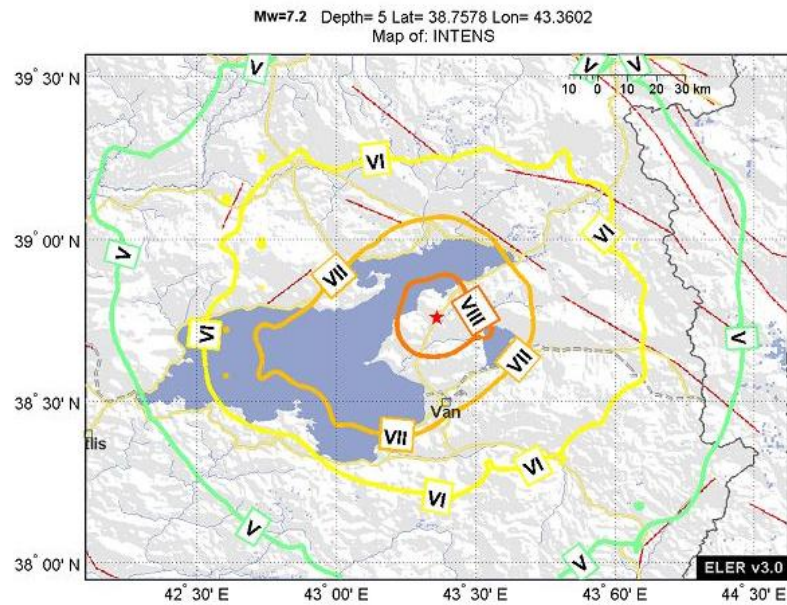 Mw=7.2 Depth= 5 Lat= 38.7578 Lon= 43.3602
Map of: INTENS
V
V
V
10 0 10 20 30 km
39° 30' N
VI
VI
39° 00' N
V
VII
VIII
VI
V
VII
38° 30' N
Van
tlis
VII
VI
VI
V
V
38° 00' N
ELER v3.0
42° 30' E
43° 00' E
43° 30' E
43° 60' E
44° 30' E